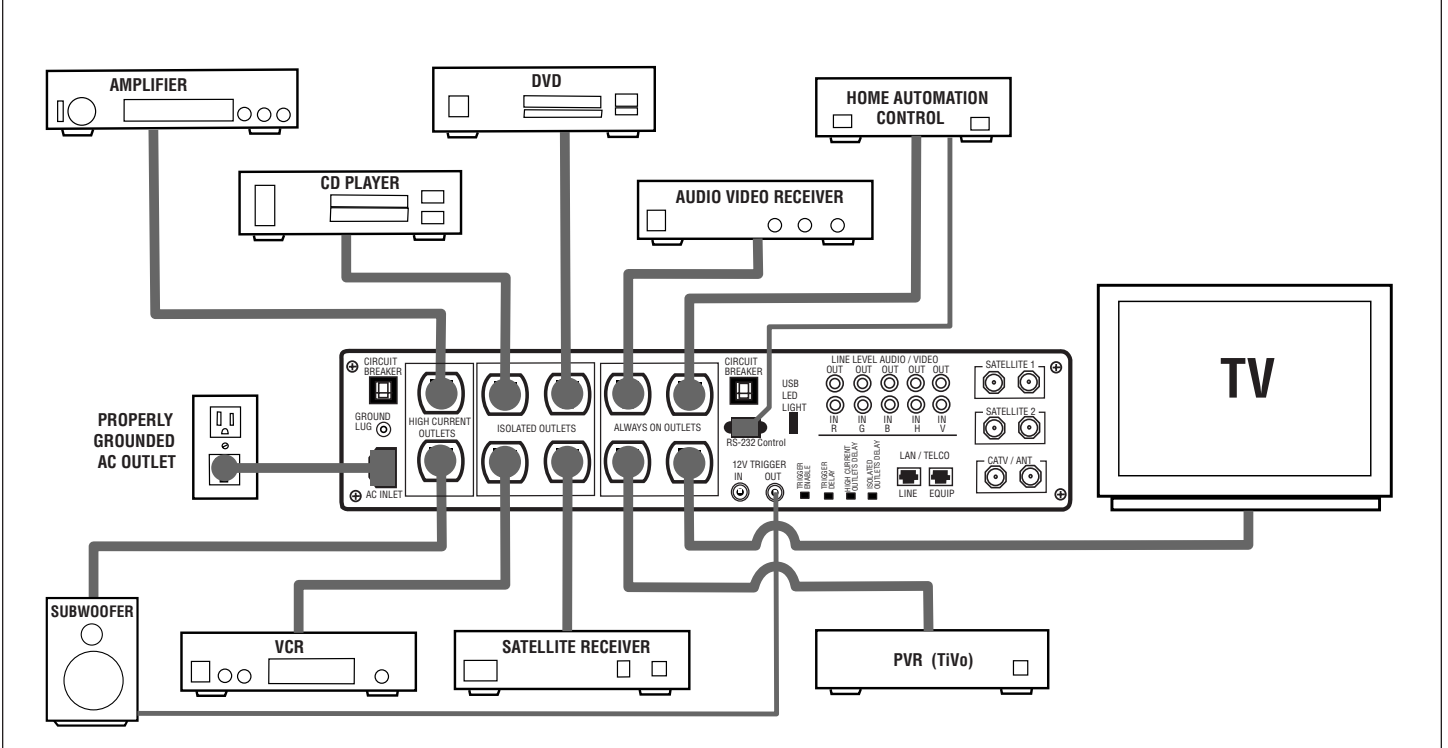 AMPLIFIER
DVD
HOME AUTOMATION
CONTROL
CD PLAYER
AUDIO VIDEO RECEIVER
TV
PROPERLY
GROUNDED
AC OUTLET
CIRCUIT
BREAKER
GROUND
LUG
AC INLET
HIGH CURRENT
OUTLETS
ISOLATED OUTLETS
ALWAYS ON OUTLETS
CIRCUIT
BREAKER
RS-232 Control
USB
LED
LIGHT
12V TRIGGER
IN OUT
TRIGGER
ENABLE
TRIGGER
DELAY
HIGH CURRENT
OUTLETS DELAY
ISOLATED
OUTLETS DELAY
LINE LEVEL AUDIO / VIDEO
OUT OUT OUT OUT OUT
IN IN IN IN IN
R G B H V
LAN / TELCO
LINE EQUIP
SATELLITE 1
SATELLITE 2
CATV / ANT
SUBWOOFER
VCR
SATELLITE RECEIVER
PVR (TiVo)